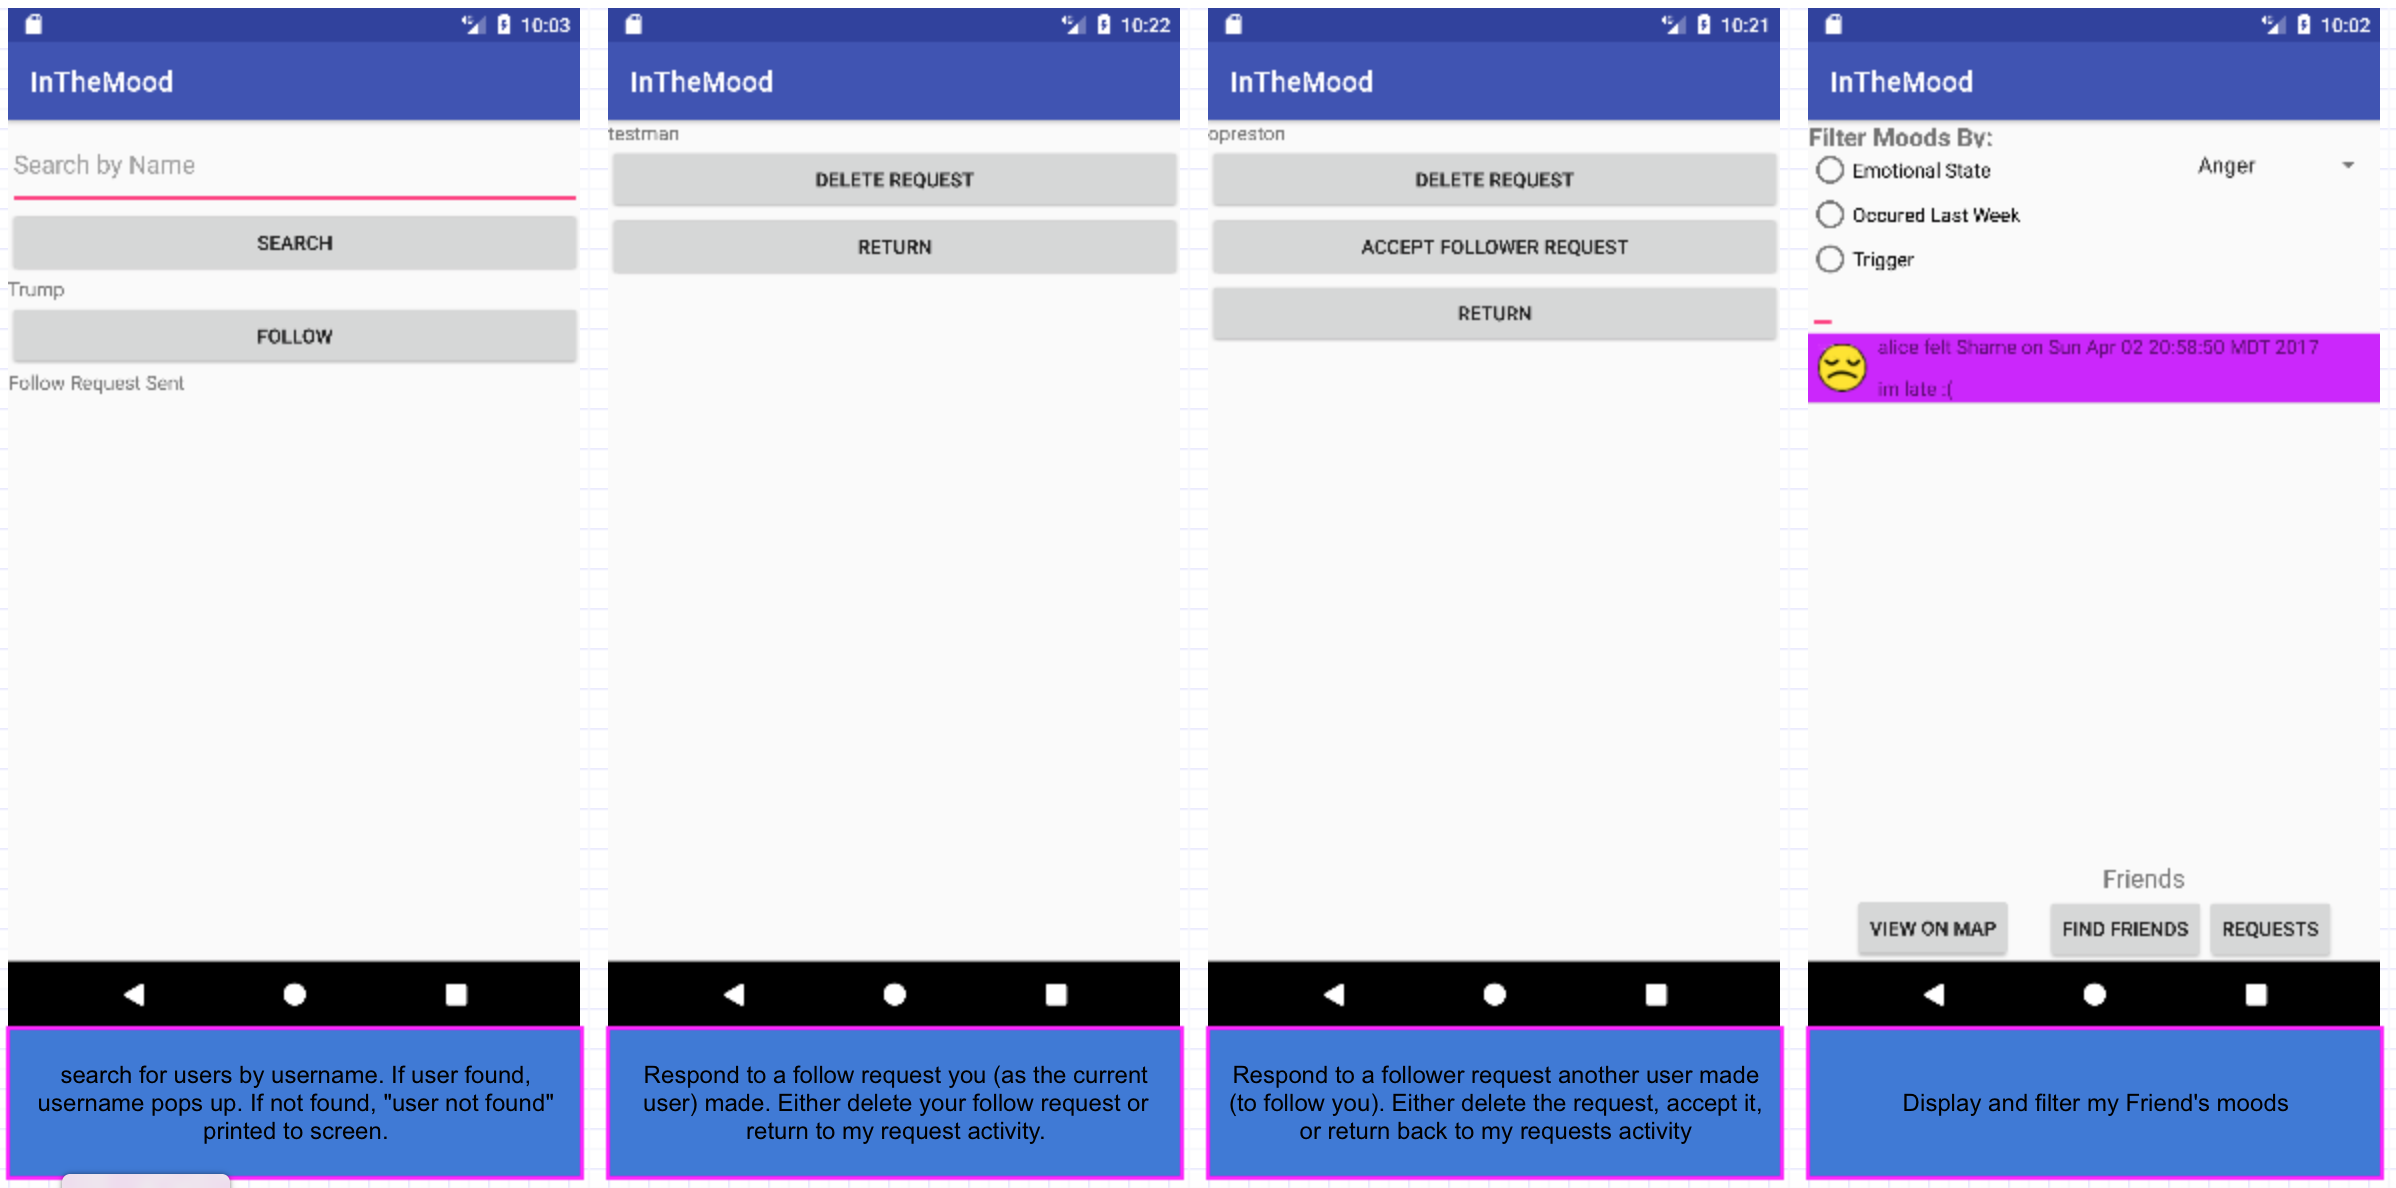 10:03
InTheMood
Search by Name
SEARCH
Trump
FOLLOW
Follow Request Sent
search for users by username. If user found,
username pops up. If not found, "user not found"
printed to screen.
10:22
InTheMood
testman
DELETE REQUEST
RETURN
Respond to a follow request you (as the current
user) made. Either delete your follow request or
return to my request activity.
10:21
InTheMood
opreston
DELETE REQUEST
ACCEPT FOLLOWER REQUEST
RETURN
Respond to a follower request another user made
(to follow you). Either delete the request, accept it,
or return back to my requests activity
10:02
InTheMood
Filter Moods By:
Emotional State
Anger
Occured Last Week
Trigger
alice felt Shame on Sun Apr 02 20:58:50 MDT 2017
im late :(
Friends
VIEW ON MAP
FIND FRIENDS
REQUESTS
Display and filter my Friend's moods